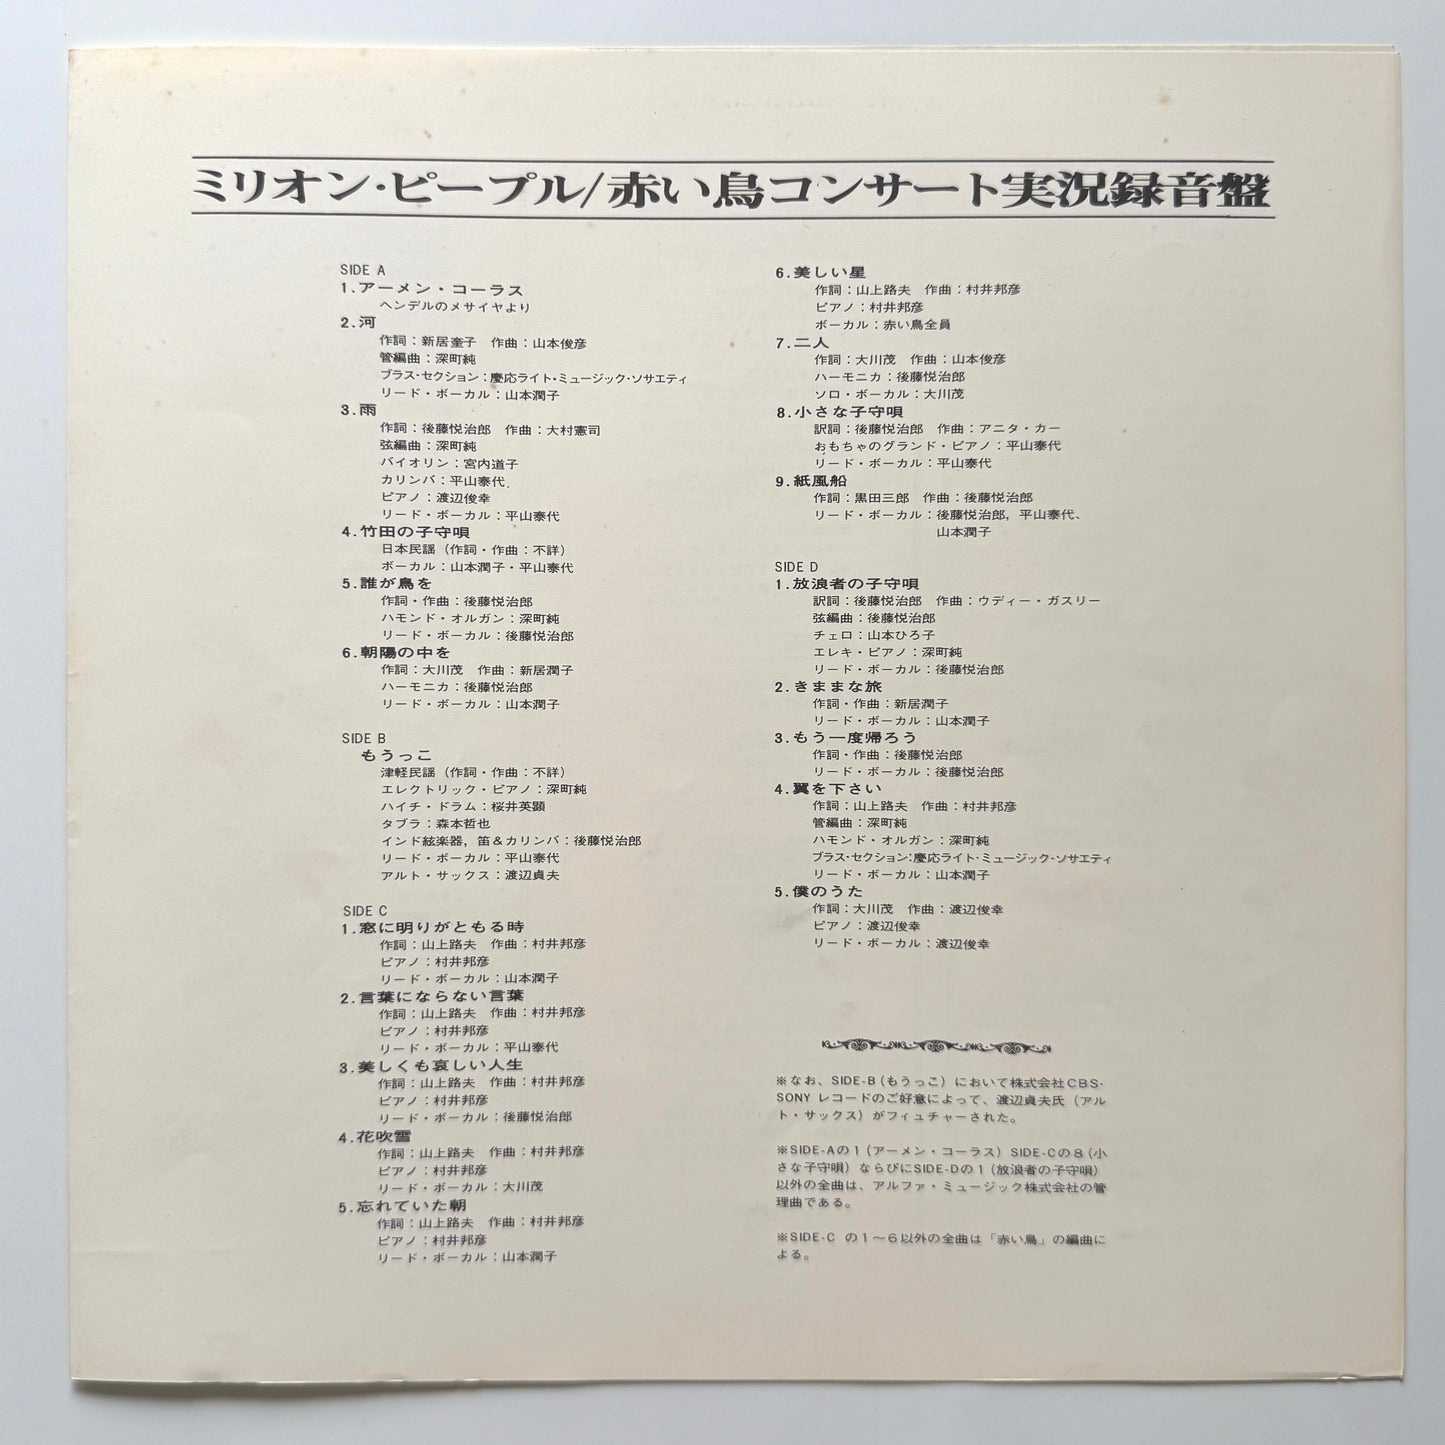 ミリオン・ピープル/赤い鳥コンサート実況録音盤
SIDE A
1.アーメン・コーラス
ヘンデルのメサイヤより
2.河
作詞：新居奎子 作曲：山本俊彦
管編曲：深町純
ブラス・セクション：慶応ライト・ミュージック・ソサエティ
リード・ボーカル：山本潤子
3.雨
作詞：後藤悦治郎 作曲：大村憲司
弦編曲：深町純
バイオリン：宮内道子
カリンバ：平山泰代
ピアノ：渡辺俊幸
リード・ボーカル：平山泰代
4.竹田の子守唄
日本民謡（作詞・作曲：不詳）
ボーカル：山本潤子・平山泰代
5.誰が鳥を
作詞・作曲：後藤悦治郎
ハモンド・オルガン：深町純
リード・ボーカル：後藤悦治郎
6.朝陽の中を
作詞：大川茂 作曲：新居潤子
ハーモニカ：後藤悦治郎
リード・ボーカル：山本潤子
SIDE B
もうっこ
津軽民謡（作詞・作曲：不詳）
エレクトリック・ピアノ：深町純
ハイチ・ドラム：桜井英顕
タブラ：森本哲也
インド絃楽器，笛＆カリンバ：後藤悦治郎
リード・ボーカル：平山泰代
アルト・サックス：渡辺貞夫
SIDE C
1.窓に明りがともる時
作詞：山上路夫 作曲：村井邦彦
ピアノ：村井邦彦
リード・ボーカル：山本潤子
2.言葉にならない言葉
作詞：山上路夫 作曲：村井邦彦
ピアノ：村井邦彦
リード・ボーカル：平山泰代
3.美しくも哀しい人生
作詞：山上路夫 作曲：村井邦彦
ピアノ：村井邦彦
リード・ボーカル：後藤悦治郎
4.花吹雪
作詞：山上路夫 作曲：村井邦彦
ピアノ：村井邦彦
リード・ボーカル：大川茂
5.忘れていた朝
作詞：山上路夫 作曲：村井邦彦
ピアノ：村井邦彦
リード・ボーカル：山本潤子
6.美しい星
作詞：山上路夫 作曲：村井邦彦
ピアノ：村井邦彦
ボーカル：赤い鳥全員
7.二人
作詞：大川茂 作曲：山本俊彦
ハーモニカ：後藤悦治郎
ソロ・ボーカル：大川茂
8.小さな子守唄
訳詞：後藤悦治郎 作曲：アニタ・カー
おもちゃのグランド・ピアノ：平山泰代
リード・ボーカル：平山泰代
9.紙風船
作詞：黒田三郎 作曲：後藤悦治郎
リード・ボーカル：後藤悦治郎，平山泰代、
山本潤子
SIDE D
1.放浪者の子守唄
訳詞：後藤悦治郎 作曲：ウディー・ガスリー
弦編曲：後藤悦治郎
チェロ：山本ひろ子
エレキ・ピアノ：深町純
リード・ボーカル：後藤悦治郎
2.きままな旅
作詞・作曲：新居潤子
リード・ボーカル：山本潤子
3.もう一度帰ろう
作詞・作曲：後藤悦治郎
リード・ボーカル：後藤悦治郎
4.翼を下さい
作詞：山上路夫 作曲：村井邦彦
管編曲：深町純
ハモンド・オルガン：深町純
ブラス・セクション：慶応ライト・ミュージック・ソサエティ
リード・ボーカル：山本潤子
5.僕のうた
作詞：大川茂 作曲：渡辺俊幸
ピアノ：渡辺俊幸
リード・ボーカル：渡辺俊幸
※なお、SIDE-B（もうっこ）において株式会社CBS・
SONY レコードのご好意によって、渡辺貞夫氏（アル
ト・サックス）がフィュチャーされた。
※SIDE-Aの1（アーメン・コーラス）SIDE-Cの8（小
さな子守唄）ならびにSIDE-Dの1（放浪者の子守唄）
以外の全曲は、アルファ・ミュージック株式会社の管
理曲である。
※SIDE-C の1～6以外の全曲は「赤い鳥」の編曲に
よる。